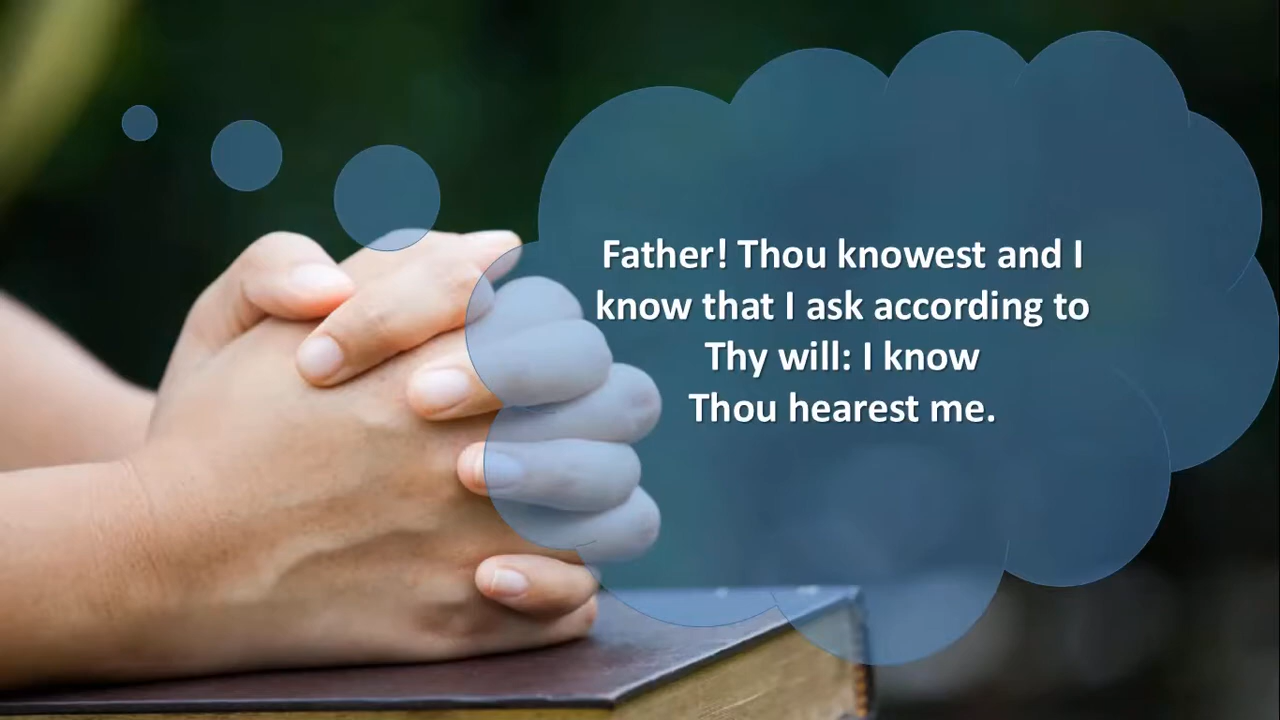 Father! Thou knowest and I
know that I ask according to
Thy will: I know
Thou hearest me.